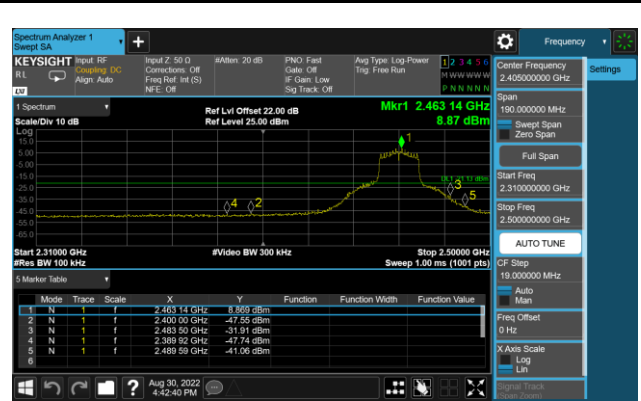 Spectrum Analyzer 1
Swept SA
KEYSIGHT
RL
Input: RF
Coupling: DC
Align: Auto
Input Z: 50 Ω
Corrections: Off
Freq Ref: Int (S)
NFE: Off
#Atten: 20 dB
PNO: Fast
Gate: Off
IF Gain: Low
Sig Track: Off
Avg Type: Log-Power
Trig: Free Run
1 2 3 4 5 6
M W W W W W
P N N N N N
1 Spectrum
Scale/Div 10 dB
Ref Lvl Offset 22.00 dB
Ref Level 25.00 dBm
Mkr1 2.463 14 GHz
8.87 dBm
Log
15.0
5.00
-5.00
-15.0
-25.0
-35.0
-45.0
-55.0
-65.0
1
3
5
4
2
Start 2.31000 GHz
#Res BW 100 kHz
#Video BW 300 kHz
Stop 2.50000 GHz
Sweep 1.00 ms (1001 pts)
5 Marker Table
Mode Trace Scale X Y Function Function Width Function Value
1 N 1 f 2.463 14 GHz 8.869 dBm
2 N 1 f 2.400 00 GHz -47.55 dBm
3 N 1 f 2.483 50 GHz -31.91 dBm
4 N 1 f 2.389 92 GHz -47.74 dBm
5 N 1 f 2.489 59 GHz -41.06 dBm
6
Aug 30, 2022
4:42:40 PM
?
Frequency
Settings
Center Frequency
2.405000000 GHz
Span
190.000000 MHz
Swept Span
Zero Span
Full Span
Start Freq
2.310000000 GHz
Stop Freq
2.500000000 GHz
AUTO TUNE
CF Step
19.000000 MHz
Auto
Man
Freq Offset
0 Hz
X Axis Scale
Log
Lin
Signal Track
(Span Zoom)